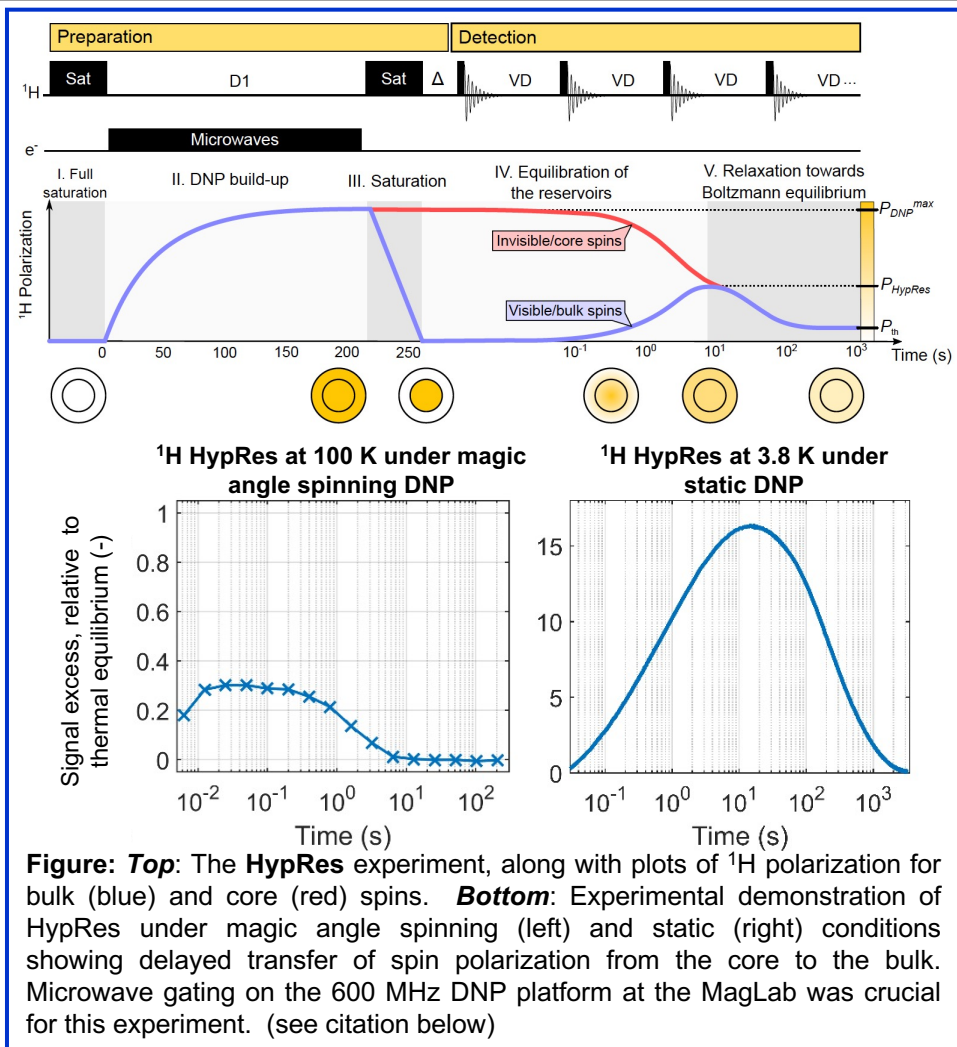 Preparation
Detection
Sat
D1
Sat
Δ
VD
VD
VD
VD ...
¹H
Microwaves
e⁻
I. Full
saturation
II. DNP build-up
III. Saturation
IV. Equilibration of
the reservoirs
V. Relaxation towards
Boltzmann equilibrium
¹H Polarization
Invisible/core spins
Visible/bulk spins
P_DNP^max
P_HypRes
P_th
0 50 100 150 200 250 10⁻¹ 10⁰ 10¹ 10² 10³
Time (s)
¹H HypRes at 100 K under magic
angle spinning DNP
Signal excess, relative to
thermal equilibrium (-)
1
0.8
0.6
0.4
0.2
0
10⁻² 10⁻¹ 10⁰ 10¹ 10²
Time (s)
¹H HypRes at 3.8 K under
static DNP
15
10
5
0
10⁻¹ 10⁰ 10¹ 10² 10³
Time (s)
Figure: Top: The HypRes experiment, along with plots of ¹H polarization for
bulk (blue) and core (red) spins. Bottom: Experimental demonstration of
HypRes under magic angle spinning (left) and static (right) conditions
showing delayed transfer of spin polarization from the core to the bulk.
Microwave gating on the 600 MHz DNP platform at the MagLab was crucial
for this experiment. (see citation below)